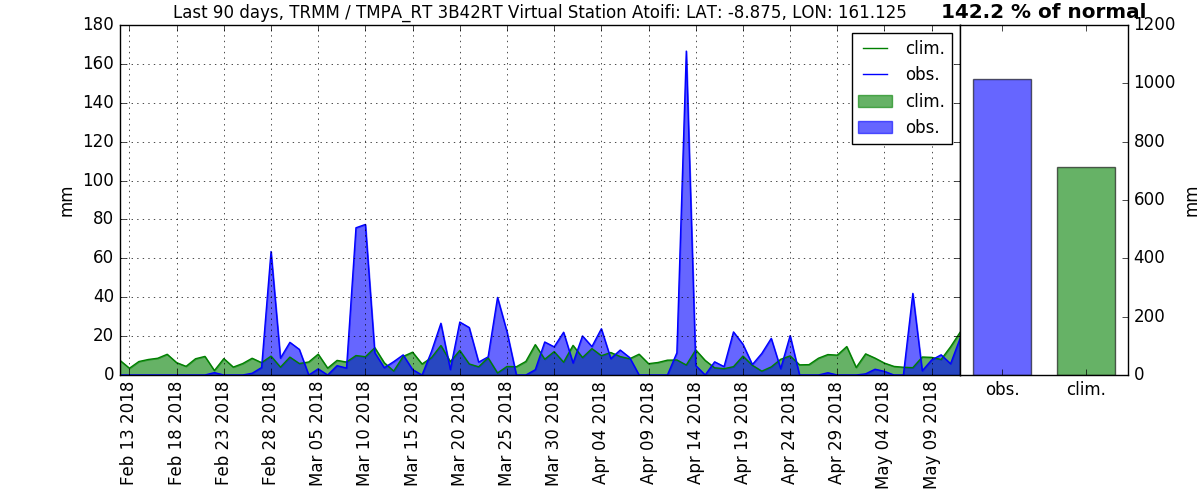 Last 90 days, TRMM / TMPA_RT 3B42RT Virtual Station Atoifi: LAT: -8.875, LON: 161.125
142.2 % of normal
180
160
140
120
100
80
60
40
20
0
mm
clim.
obs.
clim.
obs.
1200
1000
800
600
400
200
0
mm
Feb 13 2018
Feb 18 2018
Feb 23 2018
Feb 28 2018
Mar 05 2018
Mar 10 2018
Mar 15 2018
Mar 20 2018
Mar 25 2018
Mar 30 2018
Apr 04 2018
Apr 09 2018
Apr 14 2018
Apr 19 2018
Apr 24 2018
Apr 29 2018
May 04 2018
May 09 2018
obs.
clim.